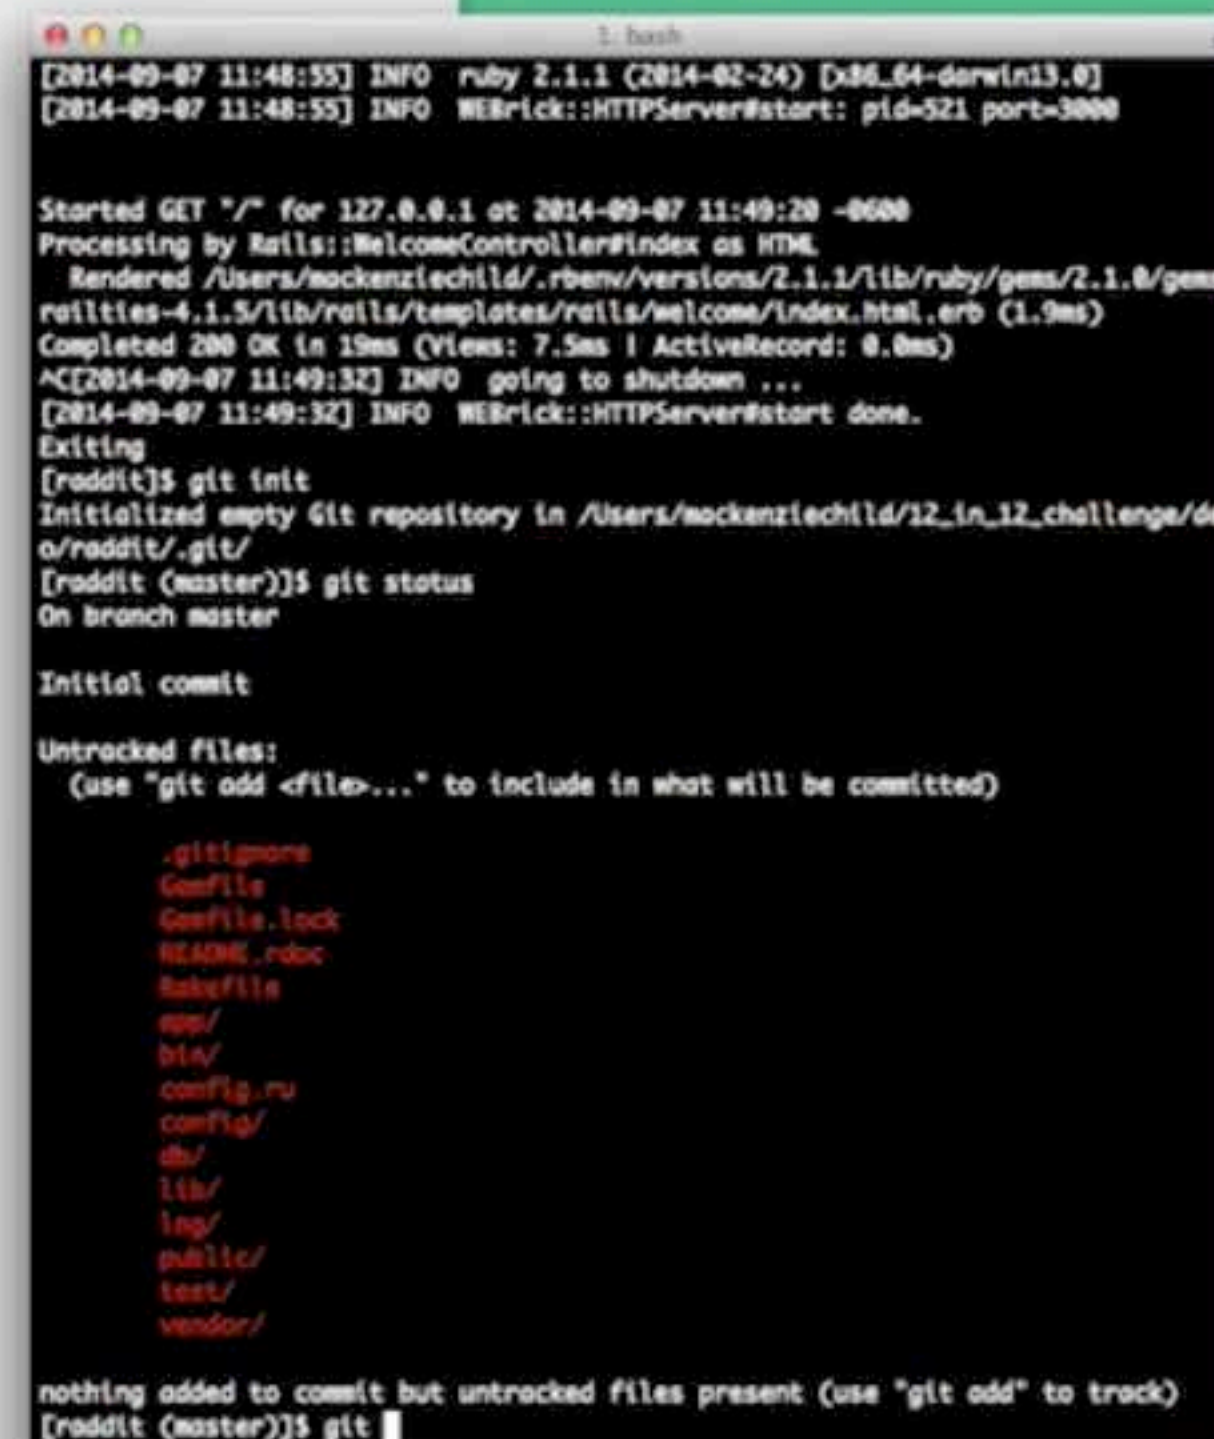 1. bash
[2014-09-07 11:48:55] INFO  ruby 2.1.1 (2014-02-24) [x86_64-darwin13.0]
[2014-09-07 11:48:55] INFO  WEBrick::HTTPServer#start: pid=521 port=3000
Started GET "/" for 127.0.0.1 at 2014-09-07 11:49:20 -0600
Processing by Rails::WelcomeController#index as HTML
  Rendered /Users/mackenziechild/.rbenv/versions/2.1.1/lib/ruby/gems/2.1.0/gems
railties-4.1.5/lib/rails/templates/rails/welcome/index.html.erb (1.9ms)
Completed 200 OK in 19ms (Views: 7.5ms | ActiveRecord: 0.0ms)
^C[2014-09-07 11:49:32] INFO  going to shutdown ...
[2014-09-07 11:49:32] INFO  WEBrick::HTTPServer#start done.
Exiting
[raddit]$ git init
Initialized empty Git repository in /Users/mackenziechild/12_in_12_challenge/de
o/raddit/.git/
[raddit (master)]$ git status
On branch master
Initial commit
Untracked files:
  (use "git add <file>..." to include in what will be committed)
.gitignore
Gemfile
Gemfile.lock
README.rdoc
Rakefile
app/
bin/
config.ru
config/
db/
lib/
log/
public/
test/
vendor/
nothing added to commit but untracked files present (use "git add" to track)
[raddit (master)]$ git